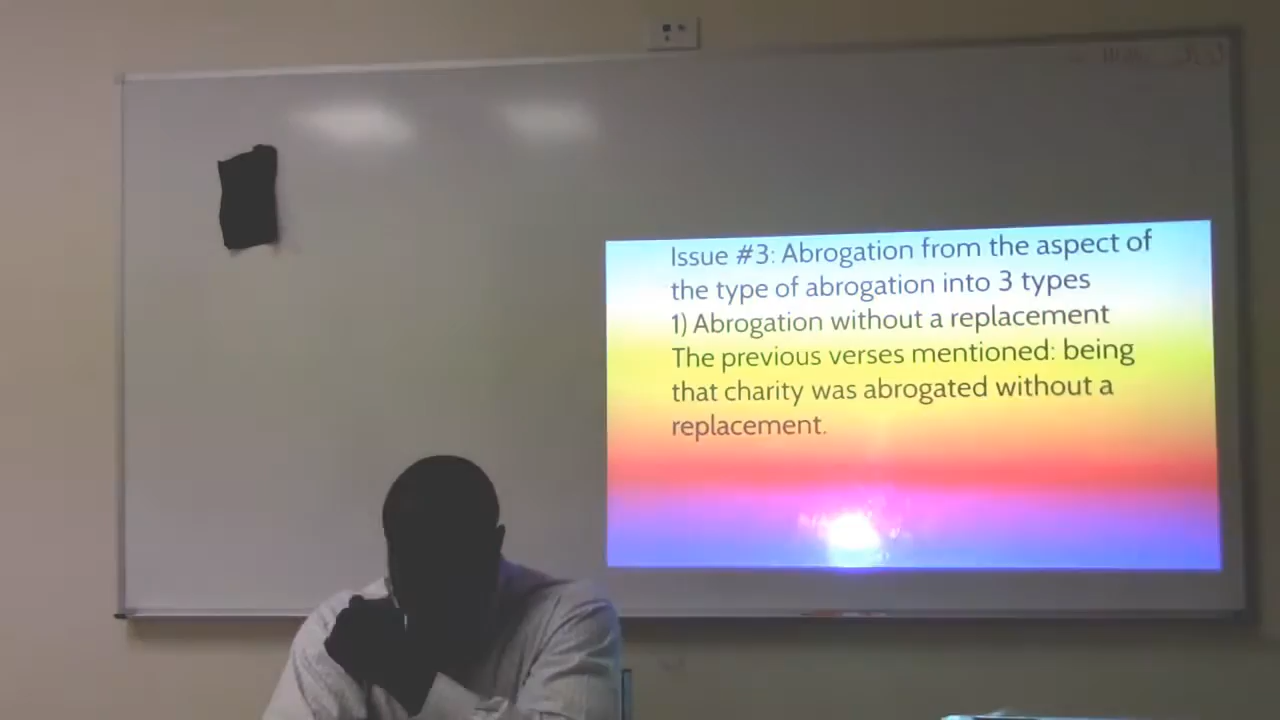 Issue #3: Abrogation from the aspect of
the type of abrogation into 3 types
1) Abrogation without a replacement
The previous verses mentioned: being
that charity was abrogated without a
replacement.